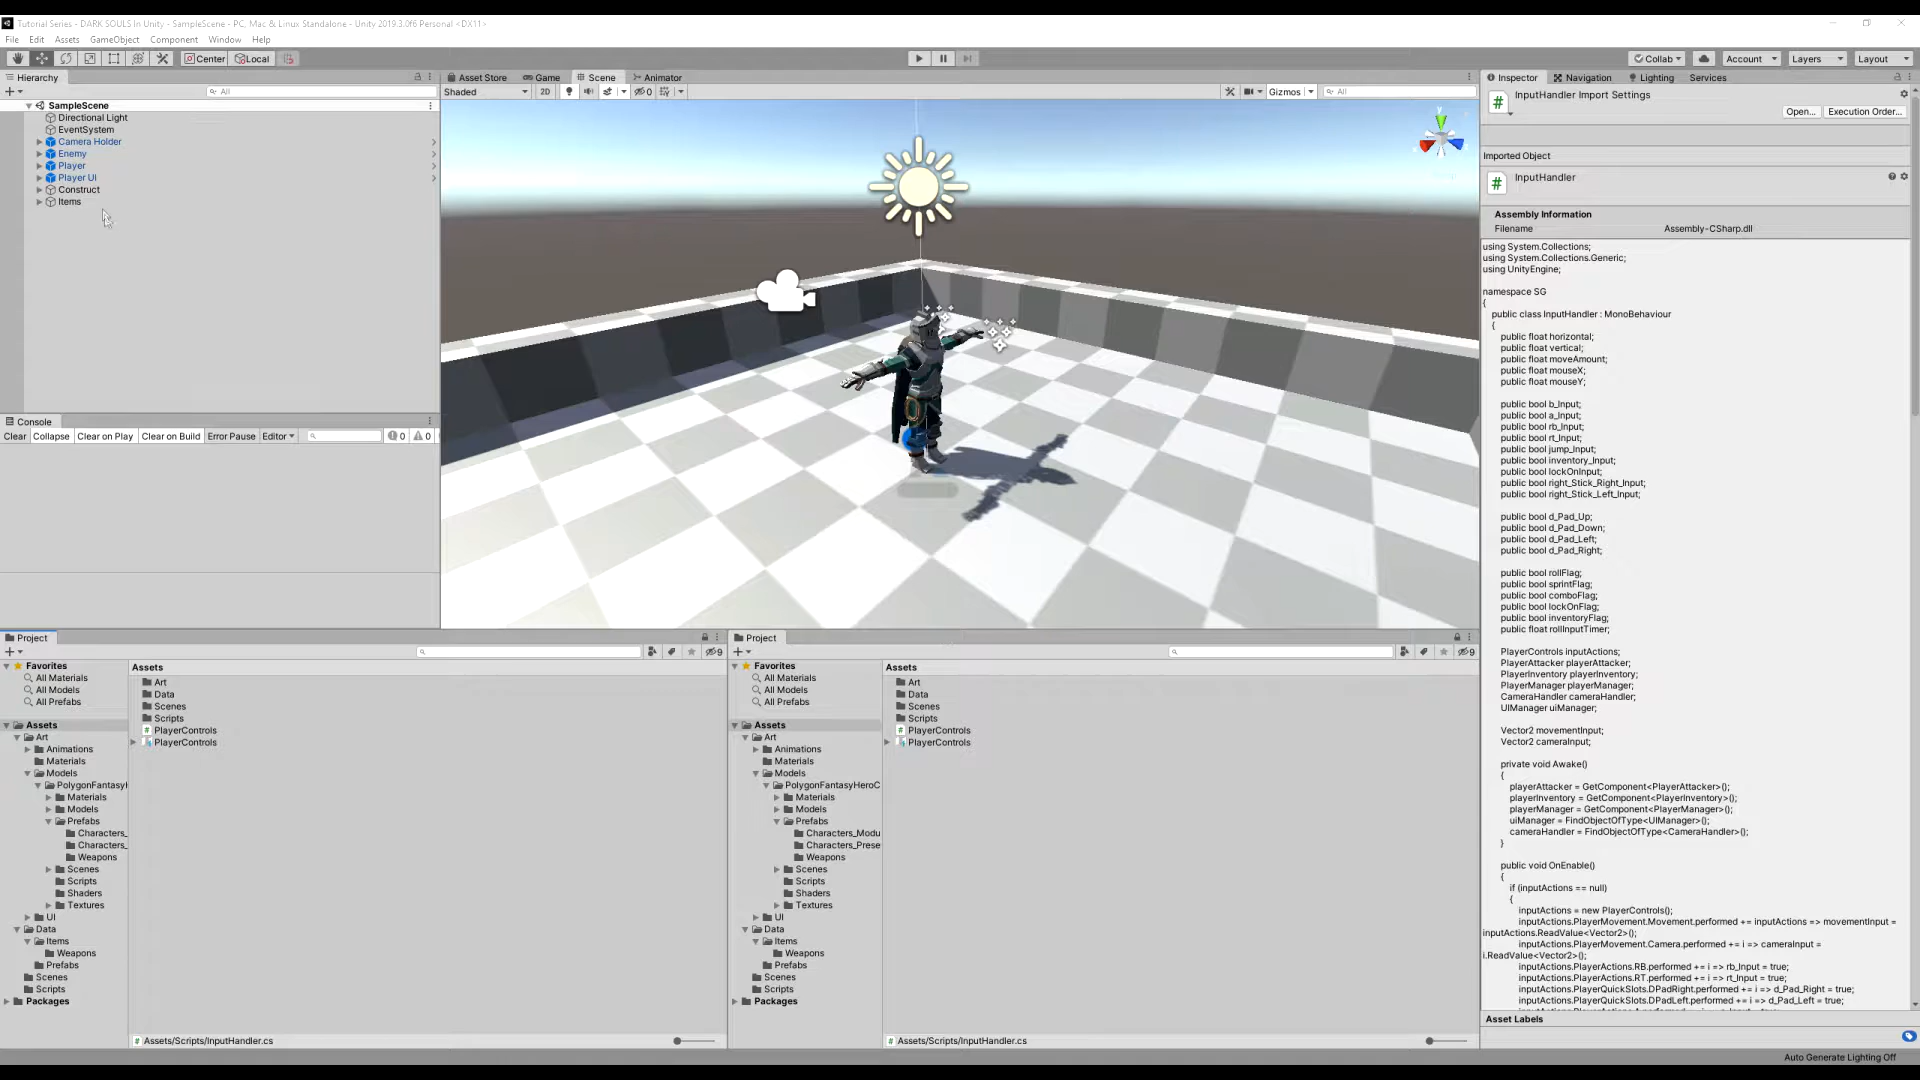 Tutorial Series - DARK SOULS in Unity - SampleScene - PC, Mac & Linux Standalone - Unity 2019.3.0f6 Personal <DX11>
File Edit Assets GameObject Component Window Help
Center Local Collab Account Layers Layout
Hierarchy
All
SampleScene
Directional Light
EventSystem
Camera Holder
Enemy
Player
Player UI
Construct
Items
Console
Clear Collapse Clear on Play Clear on Build Error Pause Editor 0 0
Asset Store Game Scene Animator
Shaded 2D 0 Gizmos All
Project
Favorites
All Materials
All Models
All Prefabs
Assets
Art
Animations
Materials
Models
PolygonFantasyH
Materials
Models
Prefabs
Characters_
Characters_
Weapons
Scenes
Scripts
Shaders
Textures
UI
Data
Items
Weapons
Prefabs
Scenes
Scripts
Packages
9
Assets
Art
Data
Scenes
Scripts
PlayerControls
PlayerControls
Assets/Scripts/InputHandler.cs
Project
Favorites
All Materials
All Models
All Prefabs
Assets
Art
Animations
Materials
Models
PolygonFantasyHeroC
Materials
Models
Prefabs
Characters_Modu
Characters_Prese
Weapons
Scenes
Scripts
Shaders
Textures
UI
Data
Items
Weapons
Prefabs
Scenes
Scripts
Packages
9
Assets
Art
Data
Scenes
Scripts
PlayerControls
PlayerControls
Assets/Scripts/InputHandler.cs
Inspector Navigation Lighting Services
InputHandler Import Settings
Open... Execution Order...
Imported Object
InputHandler
Assembly Information
Filename Assembly-CSharp.dll
using System.Collections;
using System.Collections.Generic;
using UnityEngine;
namespace SG
{
public class InputHandler : MonoBehaviour
{
public float horizontal;
public float vertical;
public float moveAmount;
public float mouseX;
public float mouseY;
public bool b_Input;
public bool a_Input;
public bool rb_Input;
public bool rt_Input;
public bool jump_Input;
public bool inventory_Input;
public bool lockOnInput;
public bool right_Stick_Right_Input;
public bool right_Stick_Left_Input;
public bool d_Pad_Up;
public bool d_Pad_Down;
public bool d_Pad_Left;
public bool d_Pad_Right;
public bool rollFlag;
public bool sprintFlag;
public bool comboFlag;
public bool lockOnFlag;
public bool inventoryFlag;
public float rollInputTimer;
PlayerControls inputActions;
PlayerAttacker playerAttacker;
PlayerInventory playerInventory;
PlayerManager playerManager;
CameraHandler cameraHandler;
UIManager uiManager;
Vector2 movementInput;
Vector2 cameraInput;
private void Awake()
{
playerAttacker = GetComponent<PlayerAttacker>();
playerInventory = GetComponent<PlayerInventory>();
playerManager = GetComponent<PlayerManager>();
uiManager = FindObjectOfType<UIManager>();
cameraHandler = FindObjectOfType<CameraHandler>();
}
public void OnEnable()
{
if (inputActions == null)
{
inputActions = new PlayerControls();
inputActions.PlayerMovement.Movement.performed += inputActions => movementInput =
inputActions.ReadValue<Vector2>();
inputActions.PlayerMovement.Camera.performed += i => cameraInput =
i.ReadValue<Vector2>();
inputActions.PlayerActions.RB.performed += i => rb_Input = true;
inputActions.PlayerActions.RT.performed += i => rt_Input = true;
inputActions.PlayerQuickSlots.DPadRight.performed += i => d_Pad_Right = true;
inputActions.PlayerQuickSlots.DPadLeft.performed += i => d_Pad_Left = true;
Asset Labels
Auto Generate Lighting Off